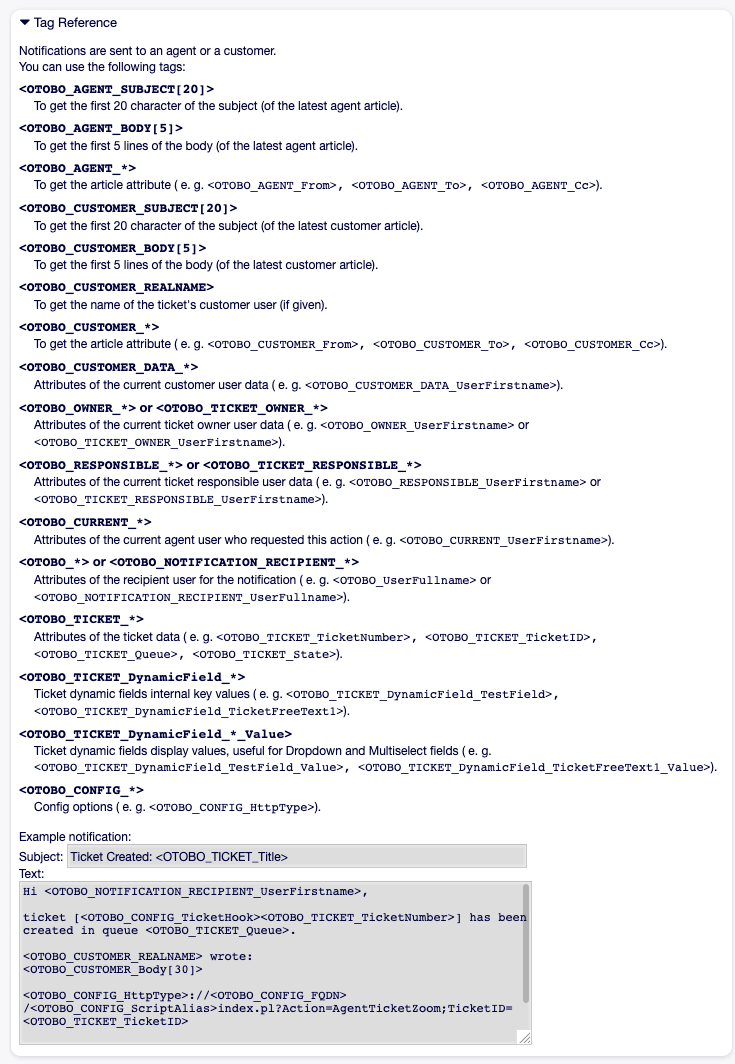 Tag Reference
Notifications are sent to an agent or a customer.
You can use the following tags:
<OTOBO_AGENT_SUBJECT[20]>
To get the first 20 character of the subject (of the latest agent article).
<OTOBO_AGENT_BODY[5]>
To get the first 5 lines of the body (of the latest agent article).
<OTOBO_AGENT_*>
To get the article attribute ( e. g. <OTOBO_AGENT_From>, <OTOBO_AGENT_To>, <OTOBO_AGENT_Cc>).
<OTOBO_CUSTOMER_SUBJECT[20]>
To get the first 20 character of the subject (of the latest customer article).
<OTOBO_CUSTOMER_BODY[5]>
To get the first 5 lines of the body (of the latest customer article).
<OTOBO_CUSTOMER_REALNAME>
To get the name of the ticket's customer user (if given).
<OTOBO_CUSTOMER_*>
To get the article attribute ( e. g. <OTOBO_CUSTOMER_From>, <OTOBO_CUSTOMER_To>, <OTOBO_CUSTOMER_Cc>).
<OTOBO_CUSTOMER_DATA_*>
Attributes of the current customer user data ( e. g. <OTOBO_CUSTOMER_DATA_UserFirstname>).
<OTOBO_OWNER_*> or <OTOBO_TICKET_OWNER_*>
Attributes of the current ticket owner user data ( e. g. <OTOBO_OWNER_UserFirstname> or
<OTOBO_TICKET_OWNER_UserFirstname>).
<OTOBO_RESPONSIBLE_*> or <OTOBO_TICKET_RESPONSIBLE_*>
Attributes of the current ticket responsible user data ( e. g. <OTOBO_RESPONSIBLE_UserFirstname> or
<OTOBO_TICKET_RESPONSIBLE_UserFirstname>).
<OTOBO_CURRENT_*>
Attributes of the current agent user who requested this action ( e. g. <OTOBO_CURRENT_UserFirstname>).
<OTOBO_*> or <OTOBO_NOTIFICATION_RECIPIENT_*>
Attributes of the recipient user for the notification ( e. g. <OTOBO_UserFullname> or
<OTOBO_NOTIFICATION_RECIPIENT_UserFullname>).
<OTOBO_TICKET_*>
Attributes of the ticket data ( e. g. <OTOBO_TICKET_TicketNumber>, <OTOBO_TICKET_TicketID>,
<OTOBO_TICKET_Queue>, <OTOBO_TICKET_State>).
<OTOBO_TICKET_DynamicField_*>
Ticket dynamic fields internal key values ( e. g. <OTOBO_TICKET_DynamicField_TestField>,
<OTOBO_TICKET_DynamicField_TicketFreeText1>).
<OTOBO_TICKET_DynamicField_*_Value>
Ticket dynamic fields display values, useful for Dropdown and Multiselect fields ( e. g.
<OTOBO_TICKET_DynamicField_TestField_Value>, <OTOBO_TICKET_DynamicField_TicketFreeText1_Value>).
<OTOBO_CONFIG_*>
Config options ( e. g. <OTOBO_CONFIG_HttpType>).
Example notification:
Subject: Ticket Created: <OTOBO_TICKET_Title>
Text:
Hi <OTOBO_NOTIFICATION_RECIPIENT_UserFirstname>,
ticket [<OTOBO_CONFIG_TicketHook><OTOBO_TICKET_TicketNumber>] has been
created in queue <OTOBO_TICKET_Queue>.
<OTOBO_CUSTOMER_REALNAME> wrote:
<OTOBO_CUSTOMER_Body[30]>
<OTOBO_CONFIG_HttpType>://<OTOBO_CONFIG_FQDN>
/<OTOBO_CONFIG_ScriptAlias>index.pl?Action=AgentTicketZoom;TicketID=
<OTOBO_TICKET_TicketID>